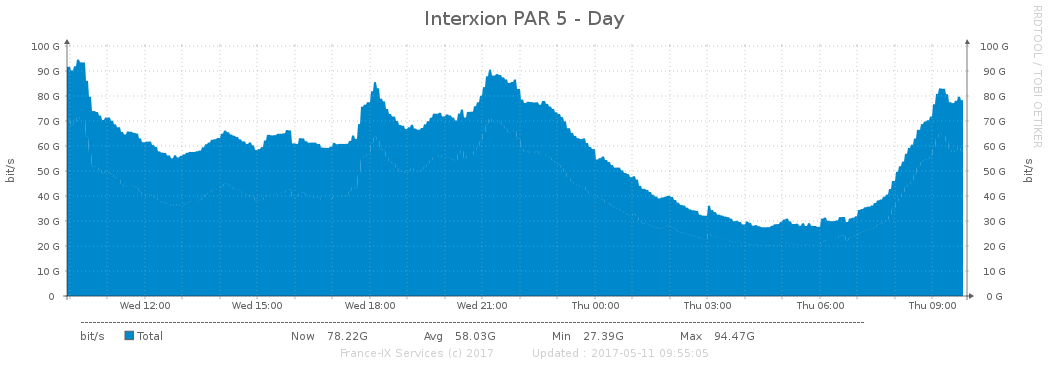 Interxion PAR 5 - Day
RRDTOOL / TOBI OETIKER
100 G 100 G
90 G 90 G
80 G 80 G
70 G 70 G
60 G 60 G
50 G 50 G
40 G 40 G
30 G 30 G
20 G 20 G
10 G 10 G
0 0 G
bit/s bit/s
Wed 12:00 Wed 15:00 Wed 18:00 Wed 21:00 Thu 00:00 Thu 03:00 Thu 06:00 Thu 09:00
bit/s Total Now 78.22G Avg 58.03G Min 27.39G Max 94.47G
France-IX Services (c) 2017 Updated : 2017-05-11 09:55:05